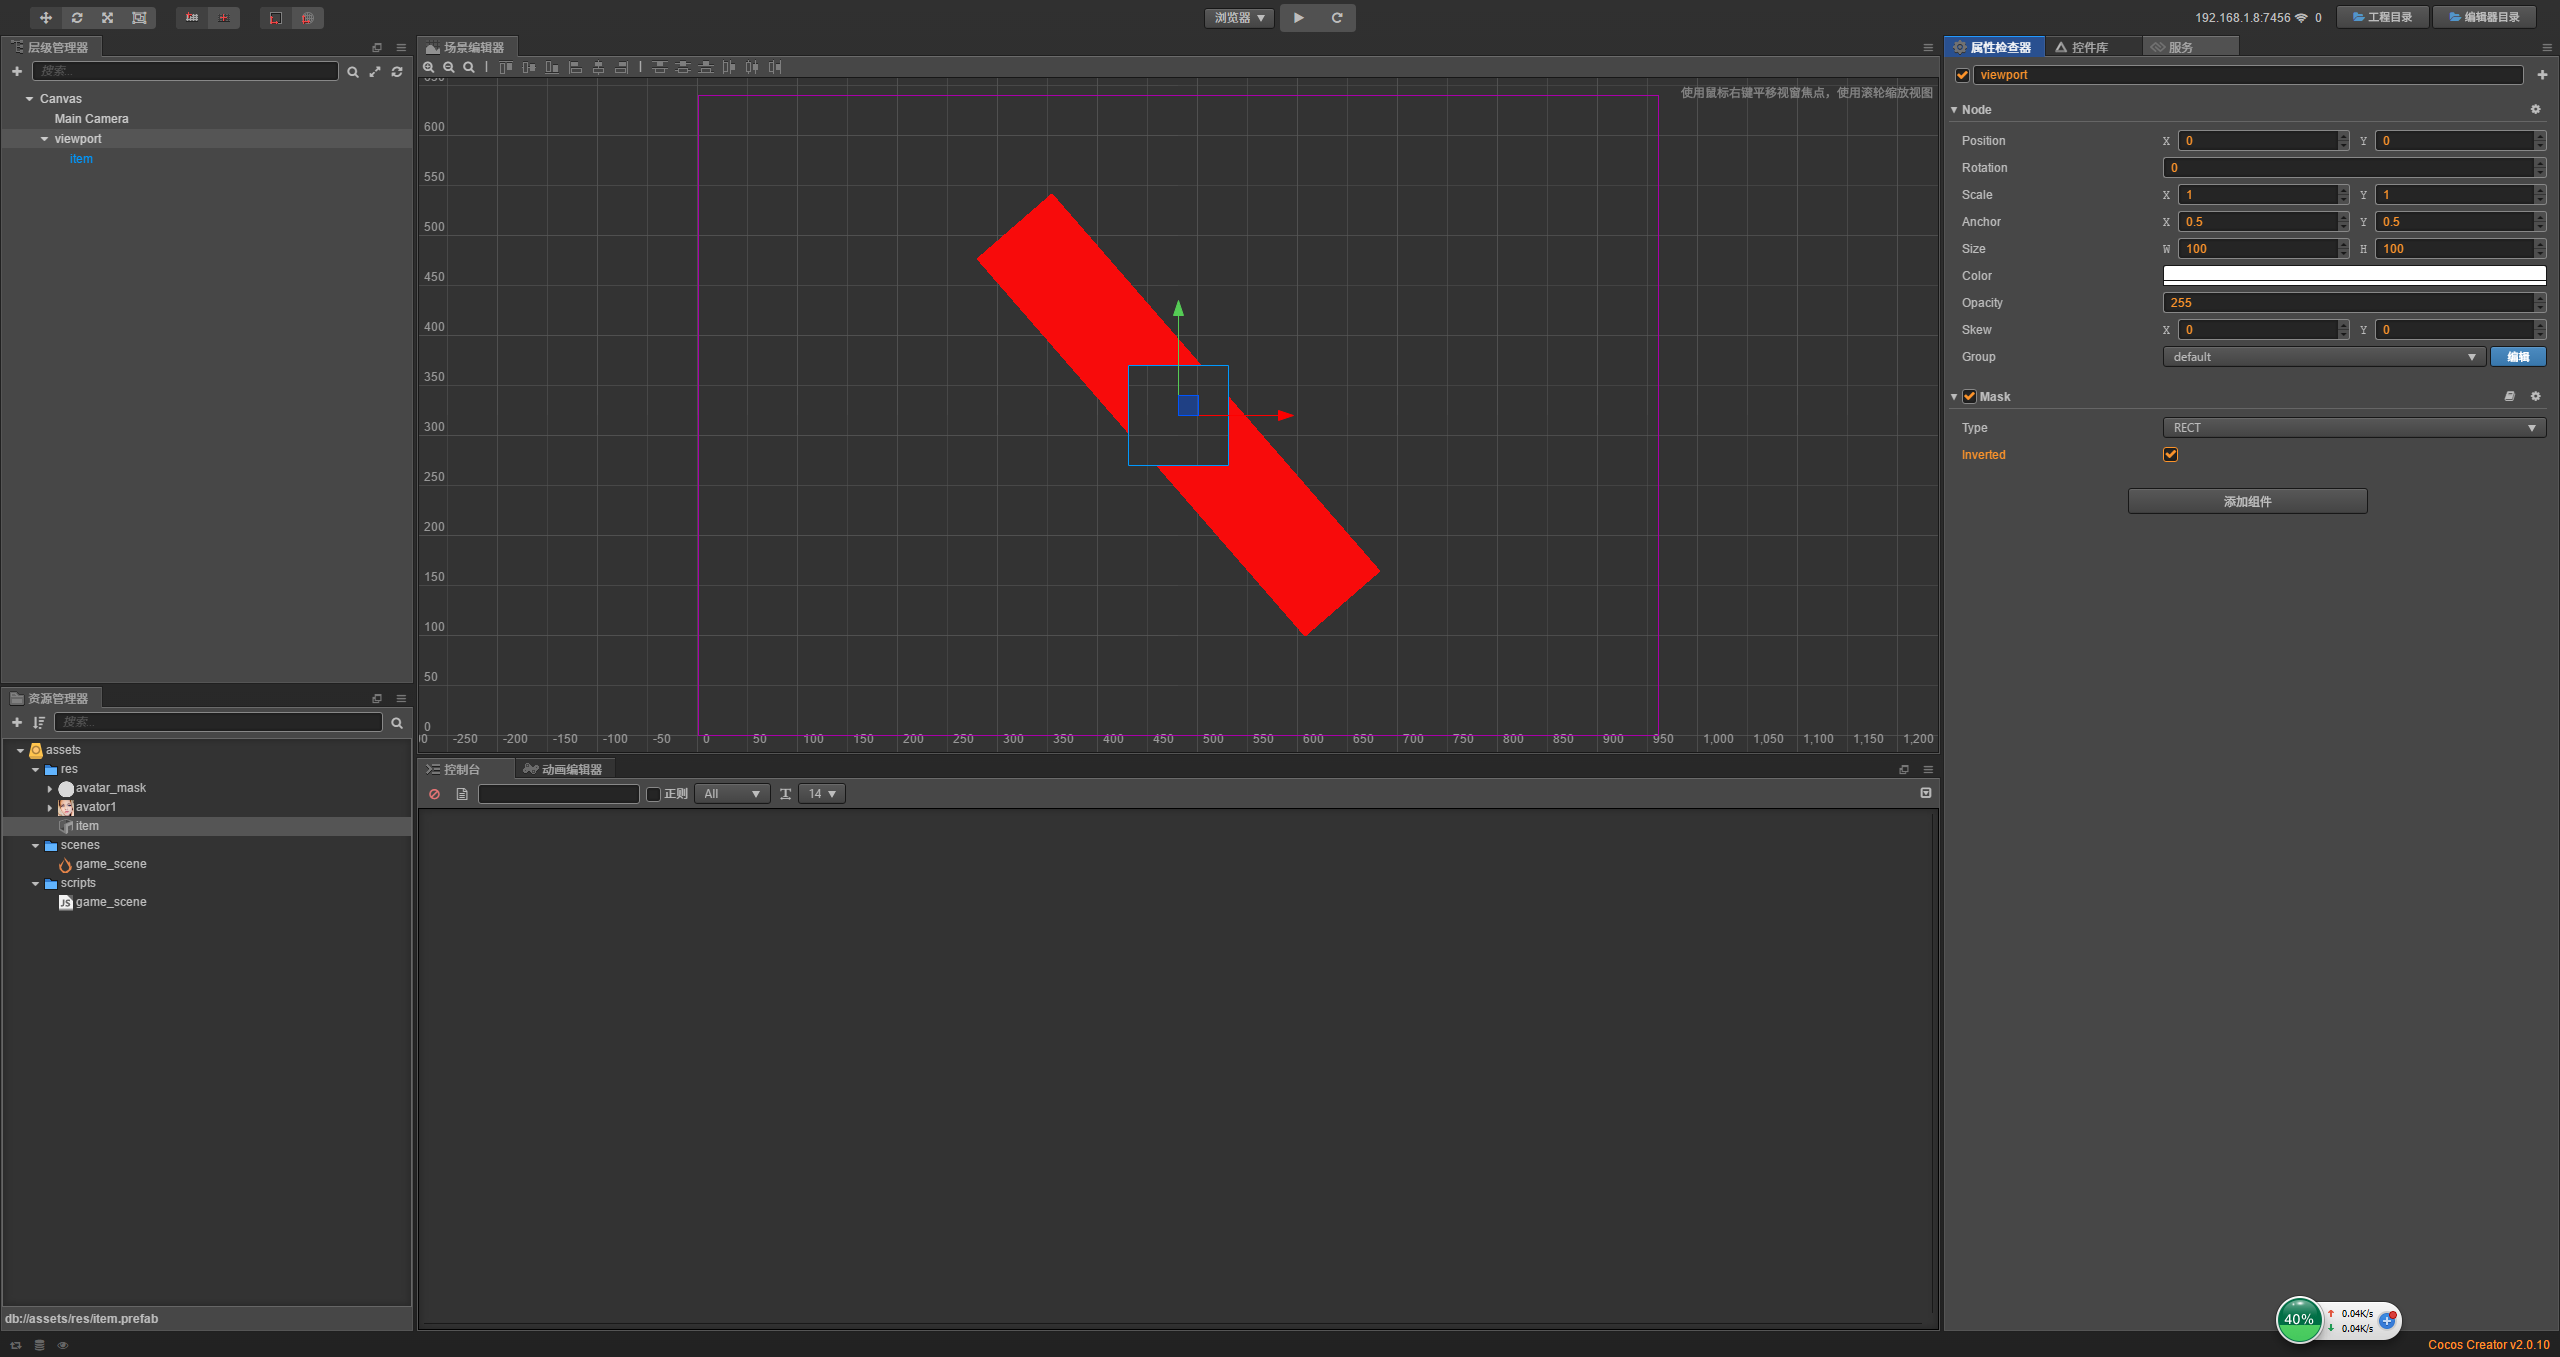 浏览器
192.168.1.8:7456 0
工程目录
编辑器目录
层级管理器
搜索...
Canvas
Main Camera
viewport
item
场景编辑器
使用鼠标右键平移视窗焦点，使用滚轮缩放视图
650
600
550
500
450
400
350
300
250
200
150
100
50
0
-250 -200 -150 -100 -50 0 50 100 150 200 250 300 350 400 450 500 550 600 650 700 750 800 850 900 950 1,000 1,050 1,100 1,150 1,200
属性检查器 控件库 服务
viewport
Node
Position X 0 Y 0
Rotation 0
Scale X 1 Y 1
Anchor X 0.5 Y 0.5
Size W 100 H 100
Color
Opacity 255
Skew X 0 Y 0
Group default 编辑
Mask
Type RECT
Inverted
添加组件
资源管理器
搜索...
assets
res
avatar_mask
avator1
item
scenes
game_scene
scripts
JS game_scene
db://assets/res/item.prefab
控制台 动画编辑器
正则 All 14
40%
0.04K/s
0.04K/s
Cocos Creator v2.0.10